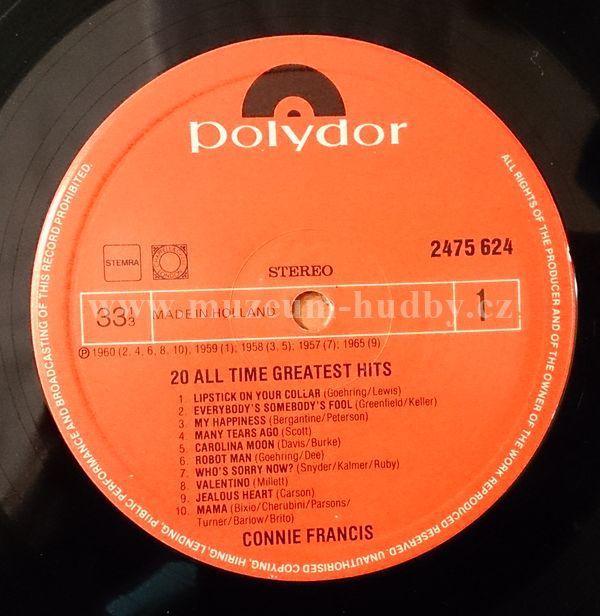 polydor
STEMRA
2475 624
STEREO
33 1/3
MADE IN HOLLAND
1
www.muzeum-hudby.cz
Ⓟ 1960 (2, 4, 6, 8, 10), 1959 (1); 1958 (3, 5); 1957 (7); 1965 (9)
20 ALL TIME GREATEST HITS
1. LIPSTICK ON YOUR COLLAR (Goehring/Lewis)
2. EVERYBODY'S SOMEBODY'S FOOL (Greenfield/Keller)
3. MY HAPPINESS (Bergantine/Peterson)
4. MANY TEARS AGO (Scott)
5. CAROLINA MOON (Davis/Burke)
6. ROBOT MAN (Goehring/Dee)
7. WHO'S SORRY NOW? (Snyder/Kalmer/Ruby)
8. VALENTINO (Millett)
9. JEALOUS HEART (Carson)
10. MAMA (Bixio/Cherubini/Parsons/
Turner/Barlow/Brito)
CONNIE FRANCIS
ALL RIGHTS OF THE PRODUCER AND OF THE OWNER OF THE WORK REPRODUCED RESERVED. UNAUTHORISED COPYING, HIRING, LENDING, PUBLIC PERFORMANCE AND BROADCASTING OF THIS RECORD PROHIBITED.